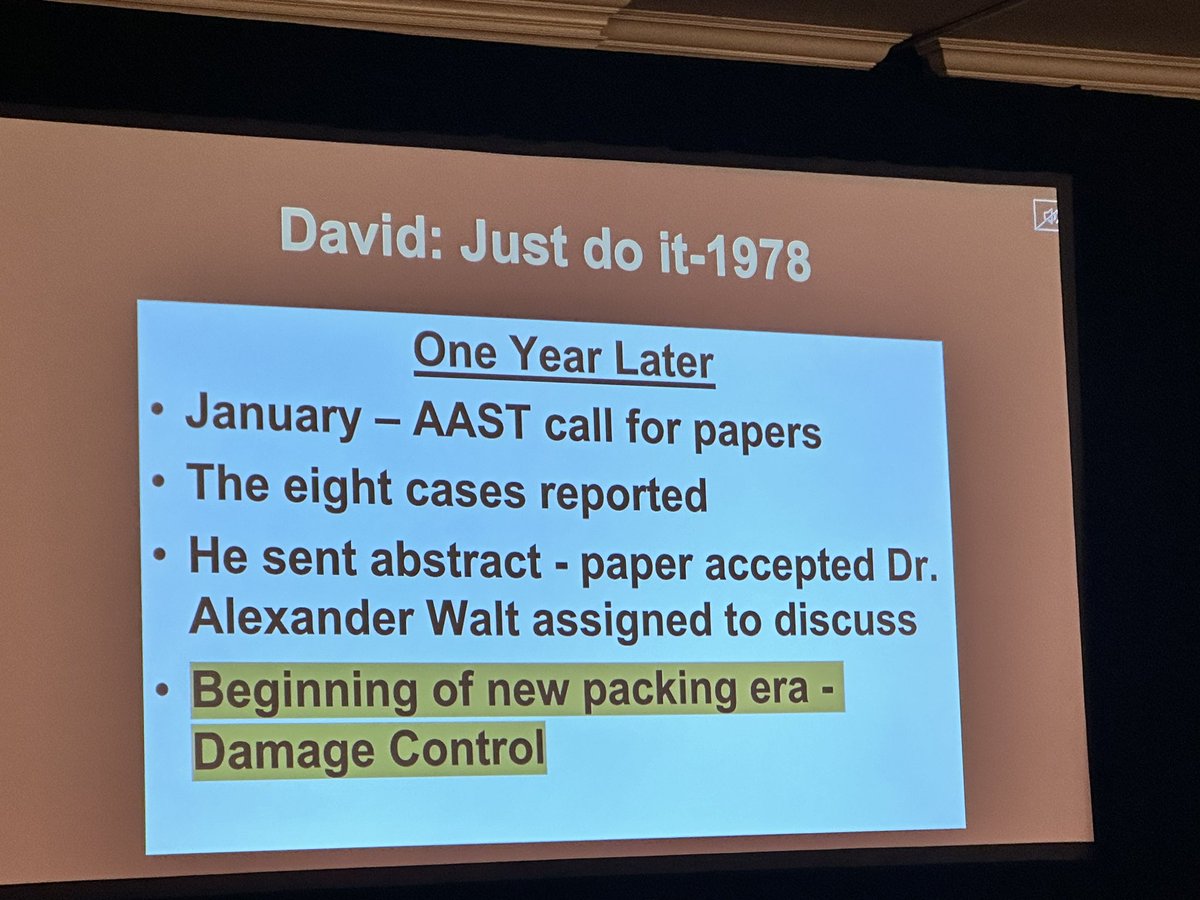 David: Just do it-1978
One Year Later
• January – AAST call for papers
• The eight cases reported
• He sent abstract - paper accepted Dr.
Alexander Walt assigned to discuss
• Beginning of new packing era -
Damage Control